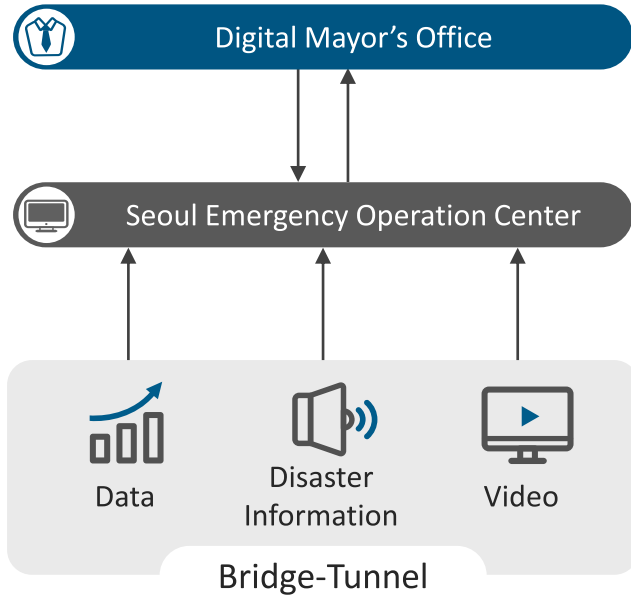 Digital Mayor’s Office
Seoul Emergency Operation Center
Data
Disaster
Information
Video
Bridge-Tunnel